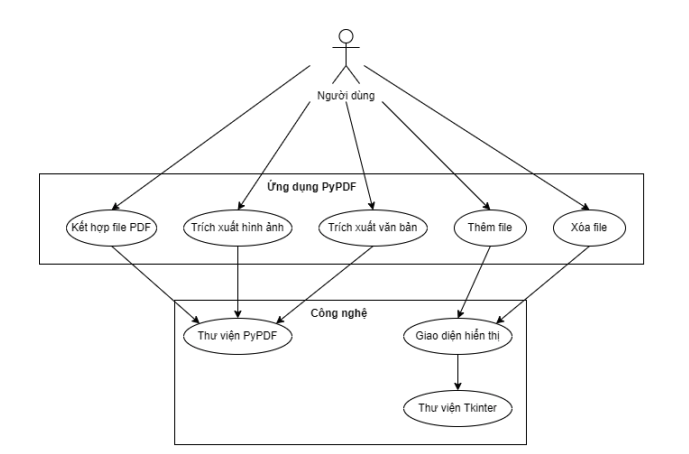 Người dùng
Ứng dụng PyPDF
Kết hợp file PDF
Trích xuất hình ảnh
Trích xuất văn bản
Thêm file
Xóa file
Công nghệ
Thư viện PyPDF
Giao diện hiển thị
Thư viện Tkinter